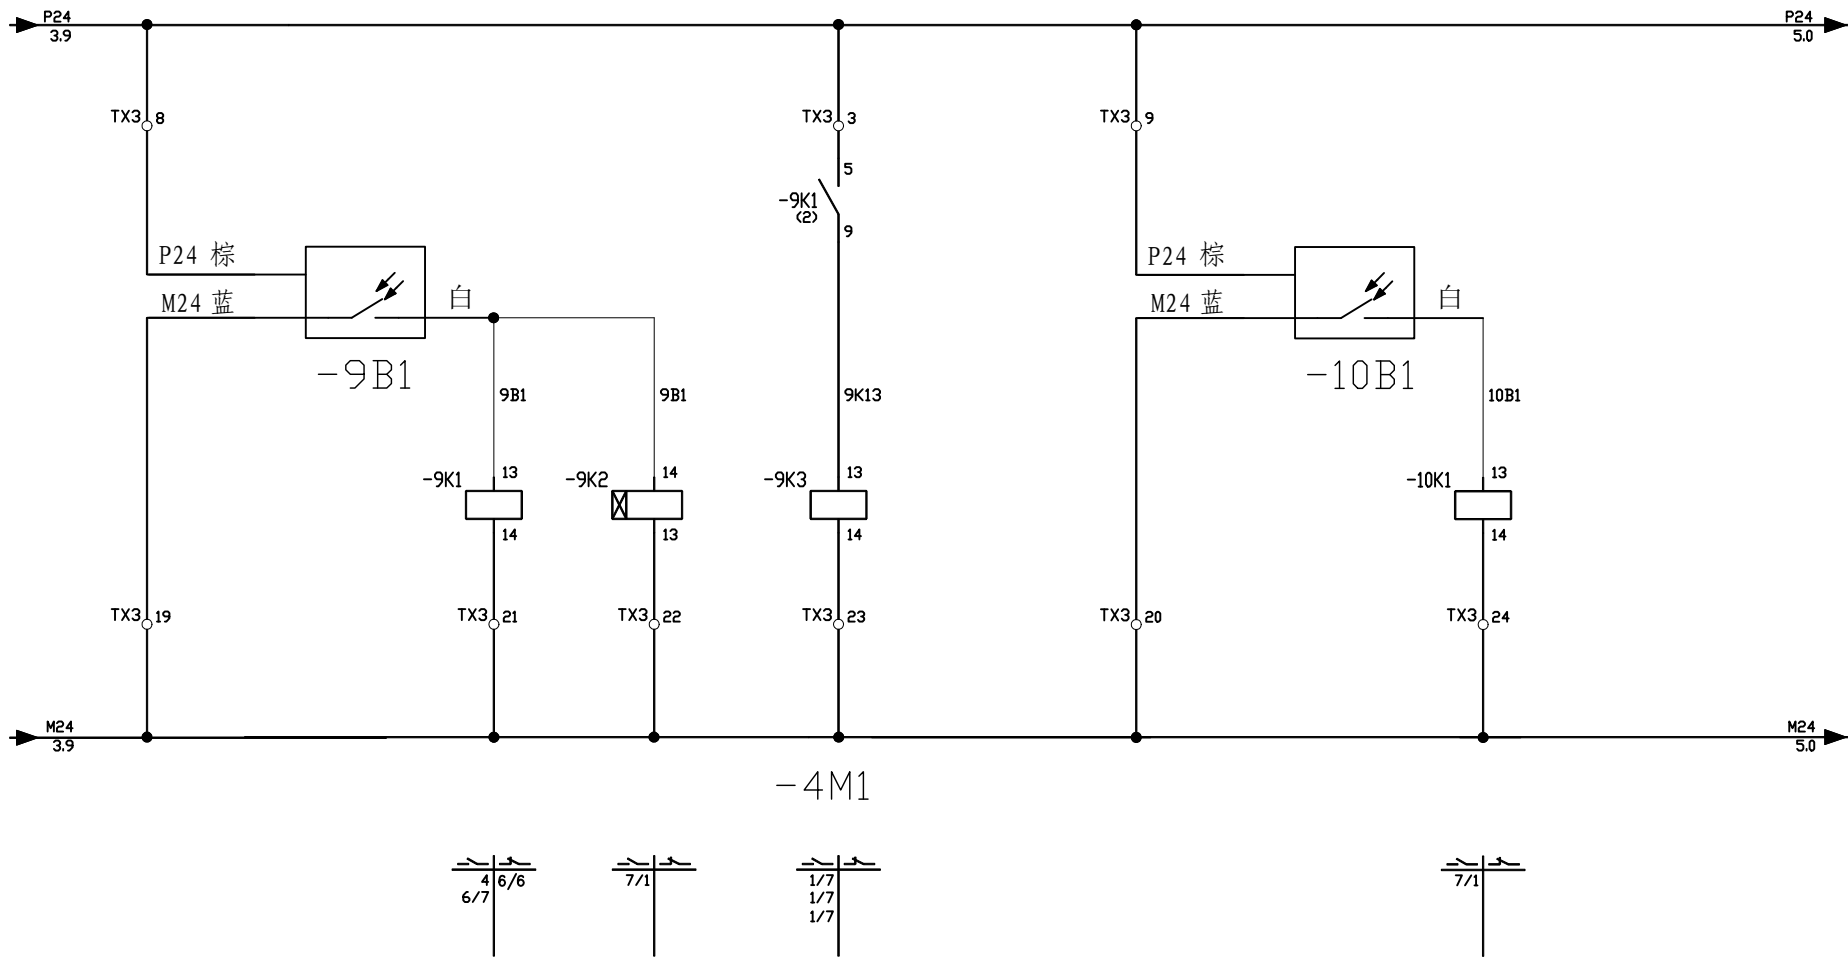 P24
3.9
P24
5.0
TX3 8
TX3 3
TX3 9
5
-9K1
(2)
9
P24 棕
M24 蓝
白
-9B1
P24 棕
M24 蓝
白
-10B1
9B1
9B1
9K13
10B1
-9K1
13
14
-9K2
14
13
-9K3
13
14
-10K1
13
14
TX3 19
TX3 21
TX3 22
TX3 23
TX3 20
TX3 24
M24
3.9
M24
5.0
-4M1
4 6/6
6/7
7/1
1/7
1/7
1/7
7/1